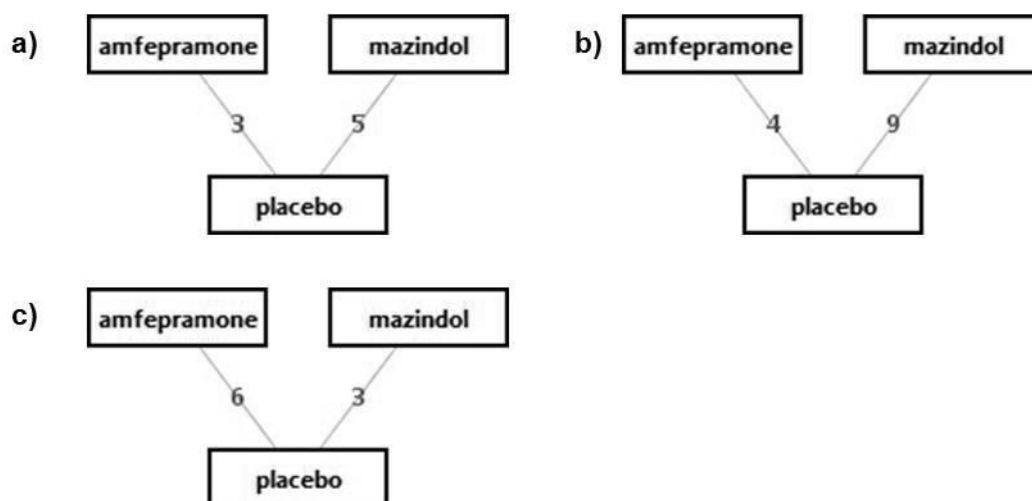 a)
amfepramone
mazindol
3
5
placebo
b)
amfepramone
mazindol
4
9
placebo
c)
amfepramone
mazindol
6
3
placebo